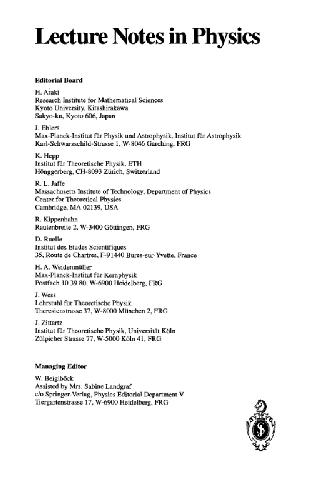 Lecture Notes in Physics
Editorial Board
H. Araki
Research Institute for Mathematical Sciences
Kyoto University, Kitashirakawa
Sakyo-ku, Kyoto 606, Japan
J. Ehlers
Max-Planck-Institut für Physik und Astrophysik, Institut für Astrophysik
Karl-Schwarzschild-Strasse 1, W-8046 Garching, FRG
K. Hepp
Institut für Theoretische Physik, ETH
Hönggerberg, CH-8093 Zürich, Switzerland
R. L. Jaffe
Massachusetts Institute of Technology, Department of Physics
Center for Theoretical Physics
Cambridge, MA 02139, USA
R. Kippenhahn
Rautenbreite 2, W-3400 Göttingen, FRG
D. Ruelle
Institut des Etudes Scientifiques
35, Route de Chartres, F-91440 Bures-sur-Yvette, France
H. A. Weidenmüller
Max-Planck-Institut für Kernphysik
Postfach 10 39 80, W-6900 Heidelberg, FRG
J. Wess
Lehrstuhl für Theoretische Physik
Theresienstrasse 37, W-8000 München 2, FRG
J. Zittartz
Institut für Theoretische Physik, Universität Köln
Zülpicher Strasse 77, W-5000 Köln 41, FRG
Managing Editor
W. Beiglböck
Assisted by Mrs. Sabine Landgraf
c/o Springer-Verlag, Physics Editorial Department V
Tiergartenstrasse 17, W-6900 Heidelberg, FRG